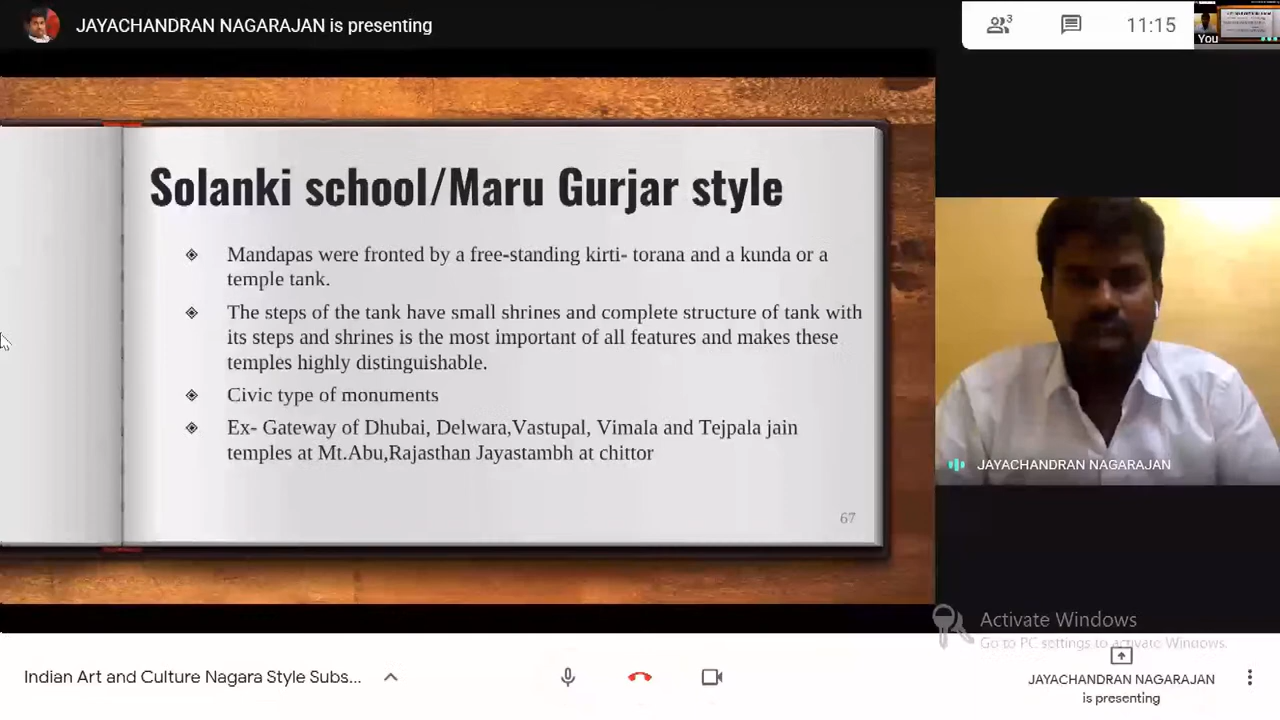 JAYACHANDRAN NAGARAJAN is presenting
3
11:15
You
Solanki school/Maru Gurjar style
Mandapas were fronted by a free-standing kirti- torana and a kunda or a
temple tank.
The steps of the tank have small shrines and complete structure of tank with
its steps and shrines is the most important of all features and makes these
temples highly distinguishable.
Civic type of monuments
Ex- Gateway of Dhubai, Delwara,Vastupal, Vimala and Tejpala jain
temples at Mt.Abu,Rajasthan Jayastambh at chittor
67
JAYACHANDRAN NAGARAJAN
Activate Windows
Go to PC settings to activate Windows.
Indian Art and Culture Nagara Style Subs...
JAYACHANDRAN NAGARAJAN
is presenting